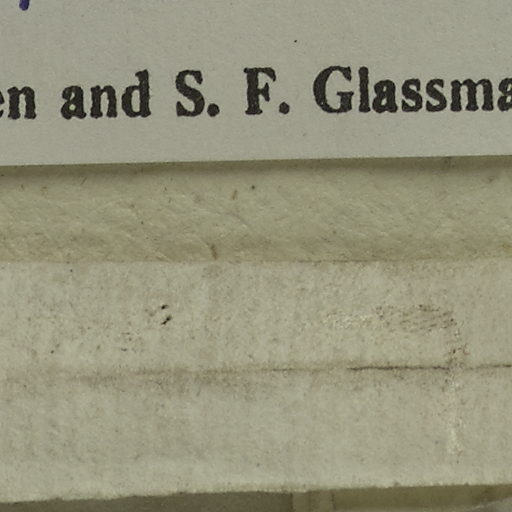 en and S. F. Glassma